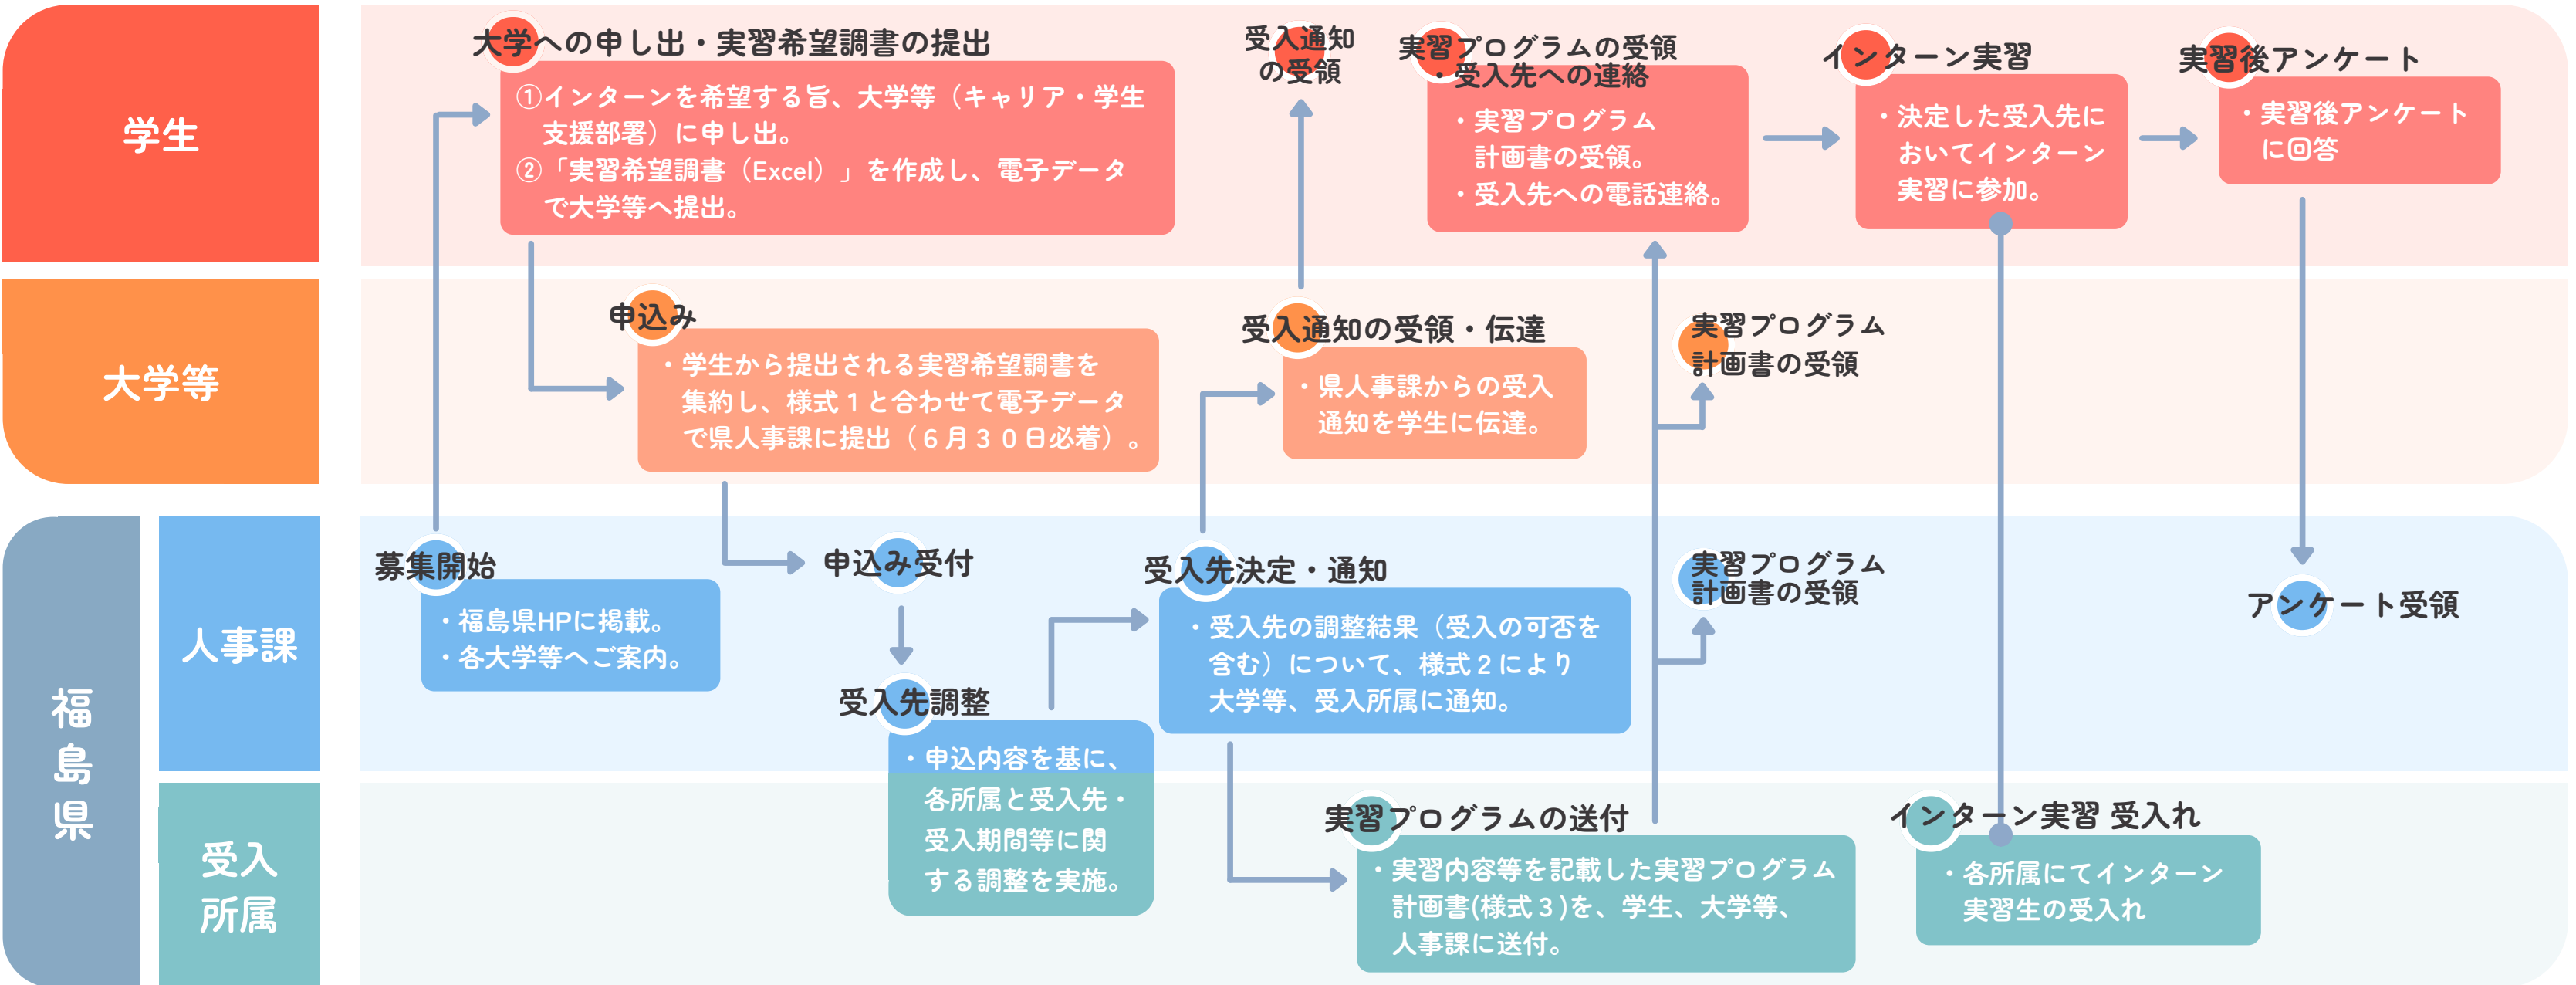 学生
大学への申し出・実習希望調書の提出
①インターンを希望する旨、大学等（キャリア・学生
支援部署）に申し出。
②「実習希望調書（Excel）」を作成し、電子データ
で大学等へ提出。
受入通知
の受領
実習プログラムの受領
・受入先への連絡
・実習プログラム
計画書の受領。
・受入先への電話連絡。
インターン実習
・決定した受入先に
おいてインターン
実習に参加。
実習後アンケート
・実習後アンケート
に回答
大学等
申込み
・学生から提出される実習希望調書を
集約し、様式１と合わせて電子データ
で県人事課に提出（６月３０日必着）。
受入通知の受領・伝達
・県人事課からの受入
通知を学生に伝達。
実習プログラム
計画書の受領
福島県
人事課
募集開始
・福島県HPに掲載。
・各大学等へご案内。
申込み受付
受入先調整
・申込内容を基に、
各所属と受入先・
受入期間等に関
する調整を実施。
受入先決定・通知
・受入先の調整結果（受入の可否を
含む）について、様式２により
大学等、受入所属に通知。
実習プログラム
計画書の受領
アンケート受領
受入
所属
実習プログラムの送付
・実習内容等を記載した実習プログラム
計画書(様式３)を、学生、大学等、
人事課に送付。
インターン実習 受入れ
・各所属にてインターン
実習生の受入れ